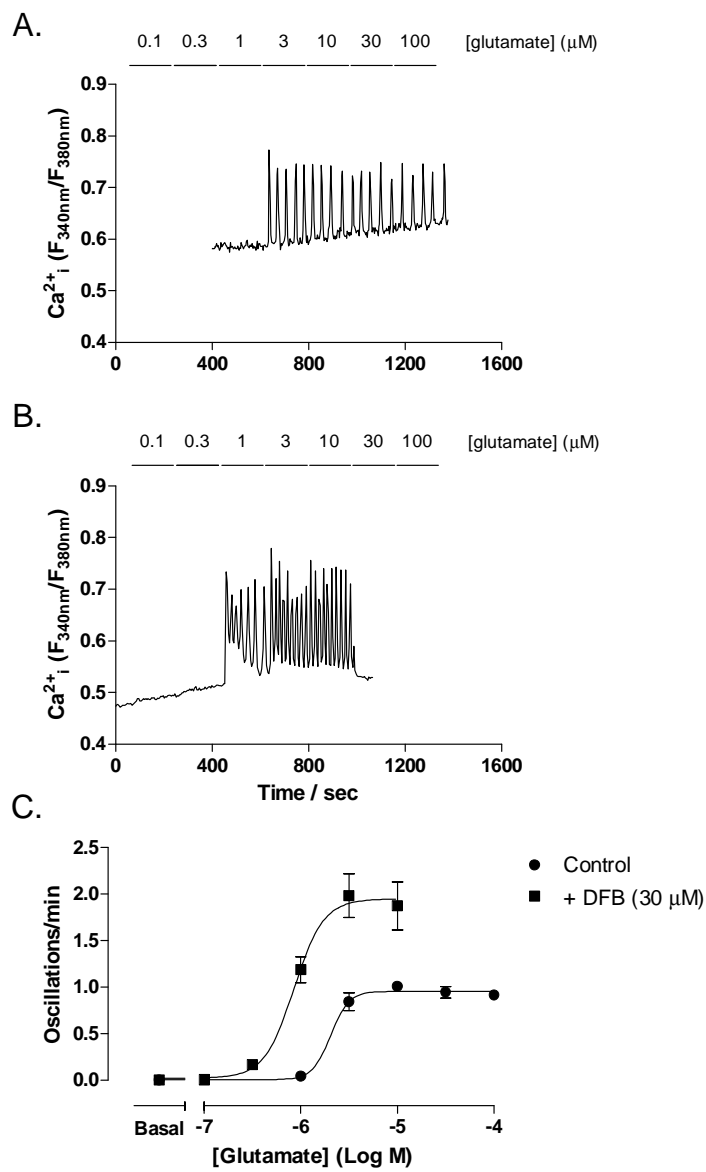 A.
0.1 0.3 1 3 10 30 100 [glutamate] (μM)
0.9
0.8
0.7
0.6
0.5
0.4
Ca2+i (F340nm/F380nm)
0 400 800 1200 1600
B.
0.1 0.3 1 3 10 30 100 [glutamate] (μM)
0.9
0.8
0.7
0.6
0.5
0.4
Ca2+i (F340nm/F380nm)
0 400 800 1200 1600
Time / sec
C.
2.5
2.0
1.5
1.0
0.5
0.0
Oscillations/min
Control
+ DFB (30 μM)
Basal -7 -6 -5 -4
[Glutamate] (Log M)